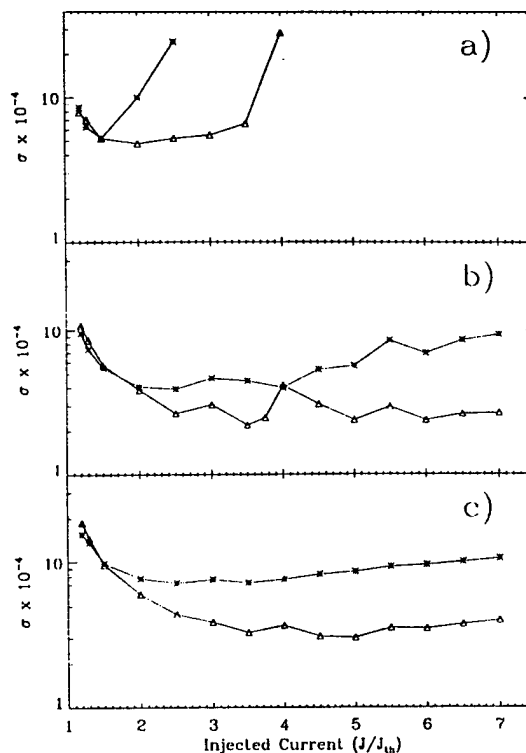 a)
10
σ x 10⁻⁴
1
b)
10
σ x 10⁻⁴
1
c)
10
σ x 10⁻⁴
1
1 2 3 4 5 6 7
Injected Current (J/Jth)